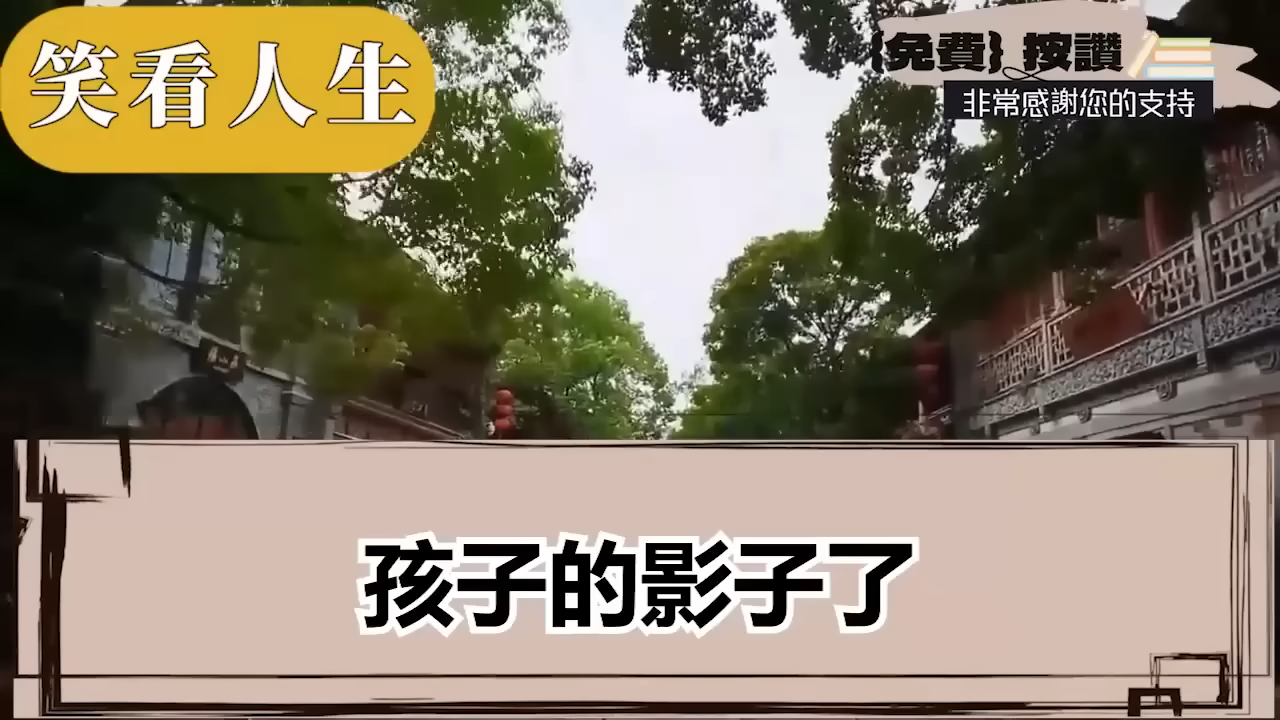 笑看人生
{免費} 按讚
非常感謝您的支持
孩子的影子了